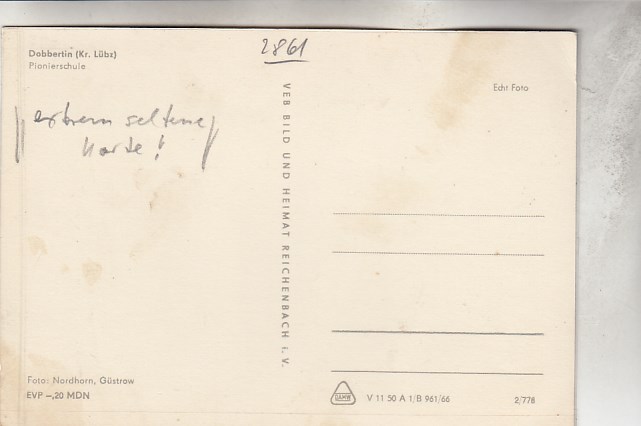 Dobbertin (Kr. Lübz)
Pionierschule
2861
extrem seltene
Karte!
VEB BILD UND HEIMAT REICHENBACH i. V.
Echt Foto
Foto: Nordhorn, Güstrow
EVP –,20 MDN
DAMW
V 11 50 A 1/B 961/66
2/778